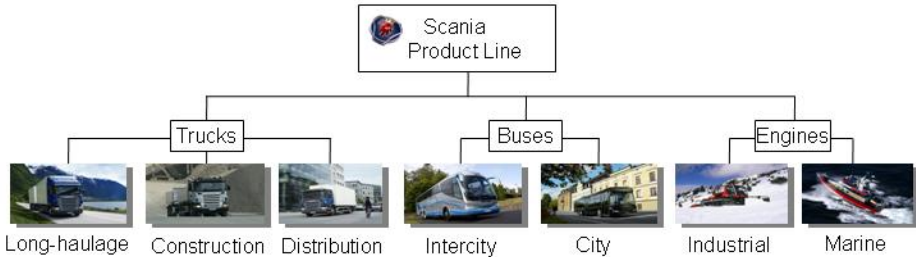 Scania
Product Line
Trucks
Buses
Engines
Long-haulage
Construction
Distribution
Intercity
City
Industrial
Marine